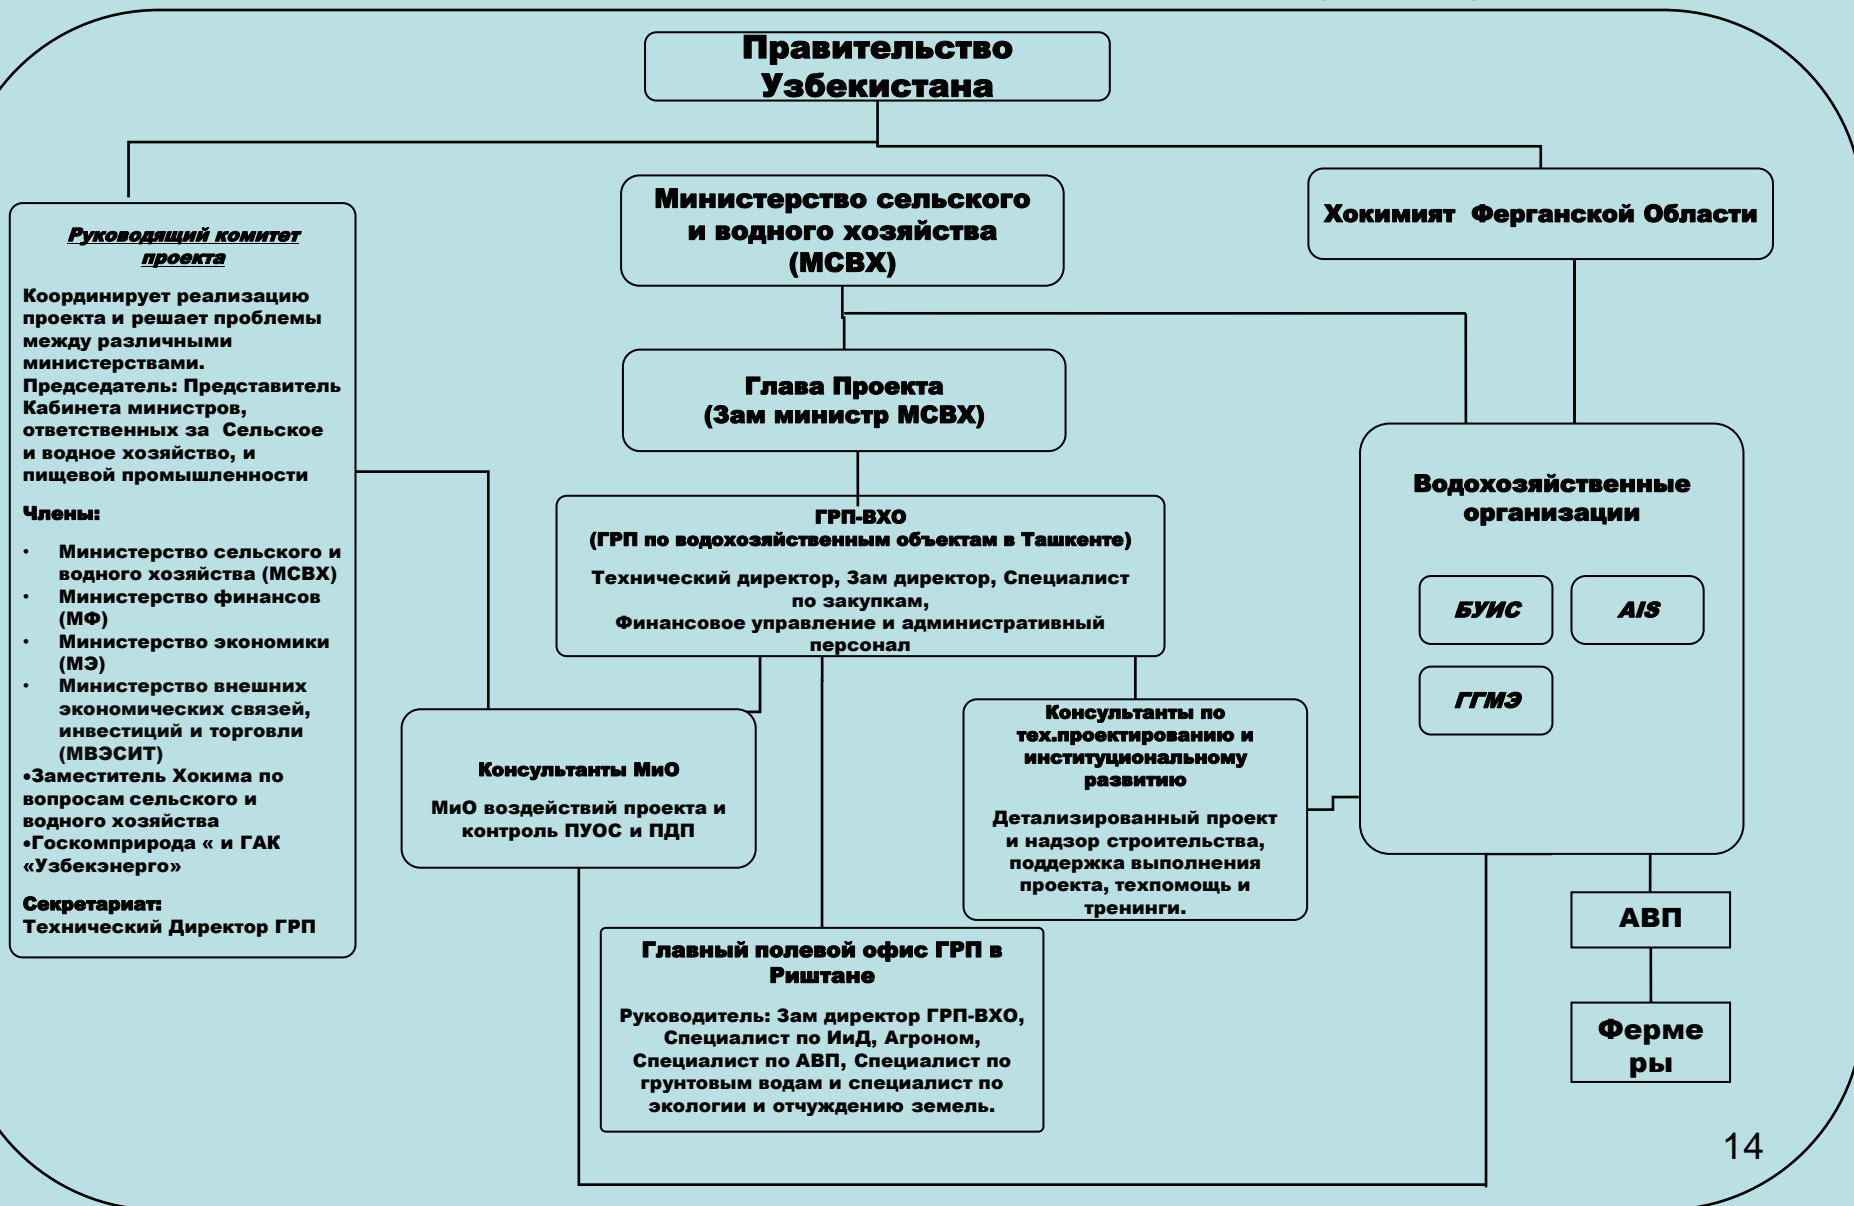 Правительство
Узбекистана
Министерство сельского
и водного хозяйства
(МСВХ)
Хокимият Ферганской Области
Руководящий комитет
проекта
Координирует реализацию
проекта и решает проблемы
между различными
министерствами.
Председатель: Представитель
Кабинета министров,
ответственных за Сельское
и водное хозяйство, и
пищевой промышленности
Члены:
• Министерство сельского и
водного хозяйства (МСВХ)
• Министерство финансов
(МФ)
• Министерство экономики
(МЭ)
• Министерство внешних
экономических связей,
инвестиций и торговли
(МВЭСИТ)
•Заместитель Хокима по
вопросам сельского и
водного хозяйства
•Госкомприрода « и ГАК
«Узбекэнерго»
Секретариат:
Технический Директор ГРП
Глава Проекта
(Зам министр МСВХ)
ГРП-ВХО
(ГРП по водохозяйственным объектам в Ташкенте)
Технический директор, Зам директор, Специалист
по закупкам,
Финансовое управление и административный
персонал
Водохозяйственные
организации
БУИС
AIS
ГГМЭ
Консультанты МиО
МиО воздействий проекта и
контроль ПУОС и ПДП
Консультанты по
тех.проектированию и
институциональному
развитию
Детализированный проект
и надзор строительства,
поддержка выполнения
проекта, техпомощь и
тренинги.
Главный полевой офис ГРП в
Риштане
Руководитель: Зам директор ГРП-ВХО,
Специалист по ИиД, Агроном,
Специалист по АВП, Специалист по
грунтовым водам и специалист по
экологии и отчуждению земель.
АВП
Ферме
ры
14